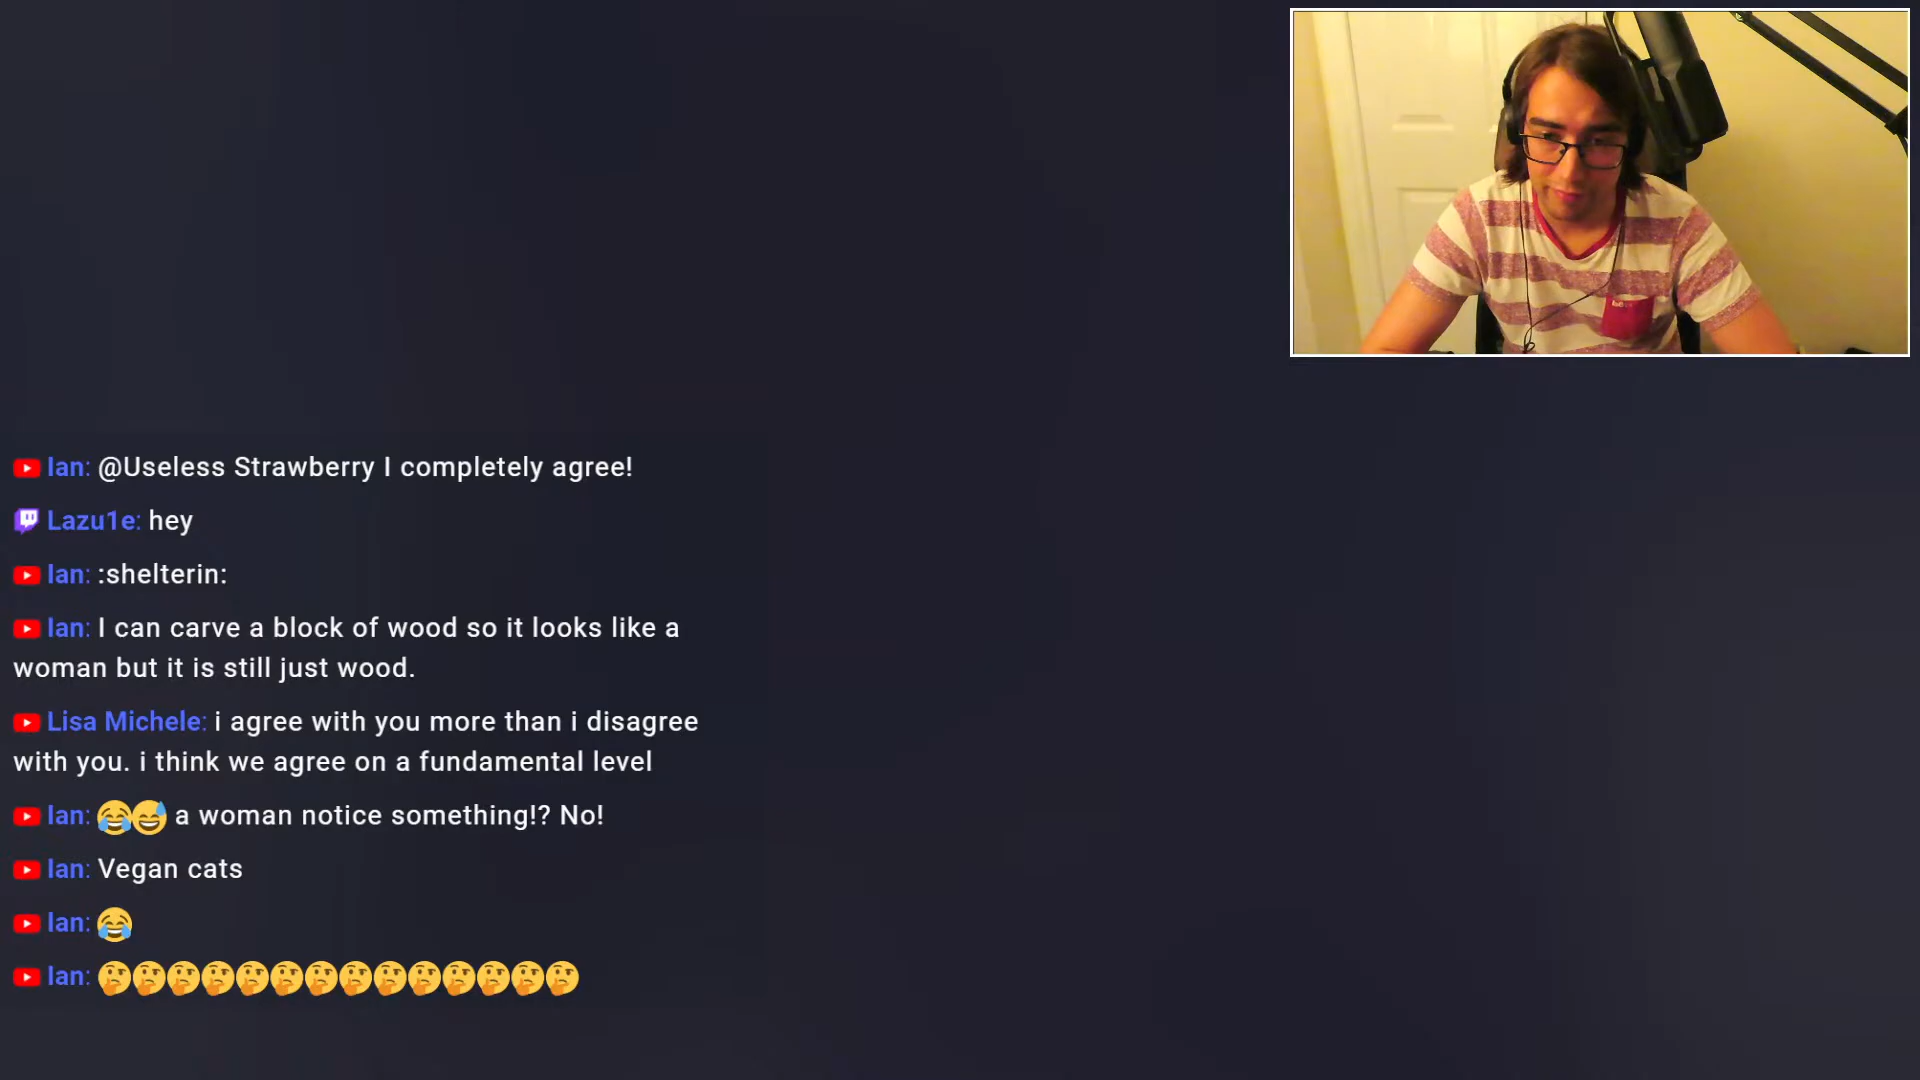 Ian: @Useless Strawberry I completely agree!
Lazu1e: hey
Ian: :shelterin:
Ian: I can carve a block of wood so it looks like a
woman but it is still just wood.
Lisa Michele: i agree with you more than i disagree
with you. i think we agree on a fundamental level
Ian: 😂😅 a woman notice something!? No!
Ian: Vegan cats
Ian: 😂
Ian: 🤔🤔🤔🤔🤔🤔🤔🤔🤔🤔🤔🤔🤔🤔